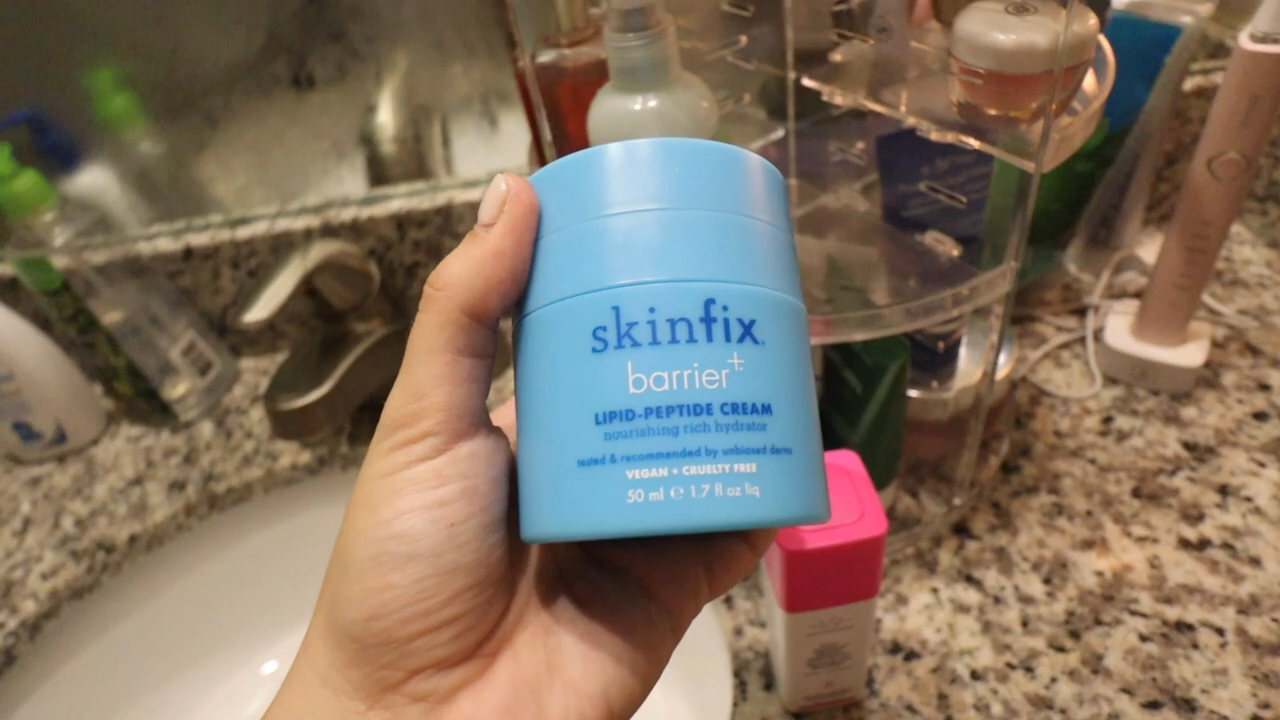 skinfix
barrier+
LIPID-PEPTIDE CREAM
nourishing rich hydrator
tested & recommended by unbiased derms
VEGAN + CRUELTY FREE
50 ml ℮ 1.7 fl oz liq